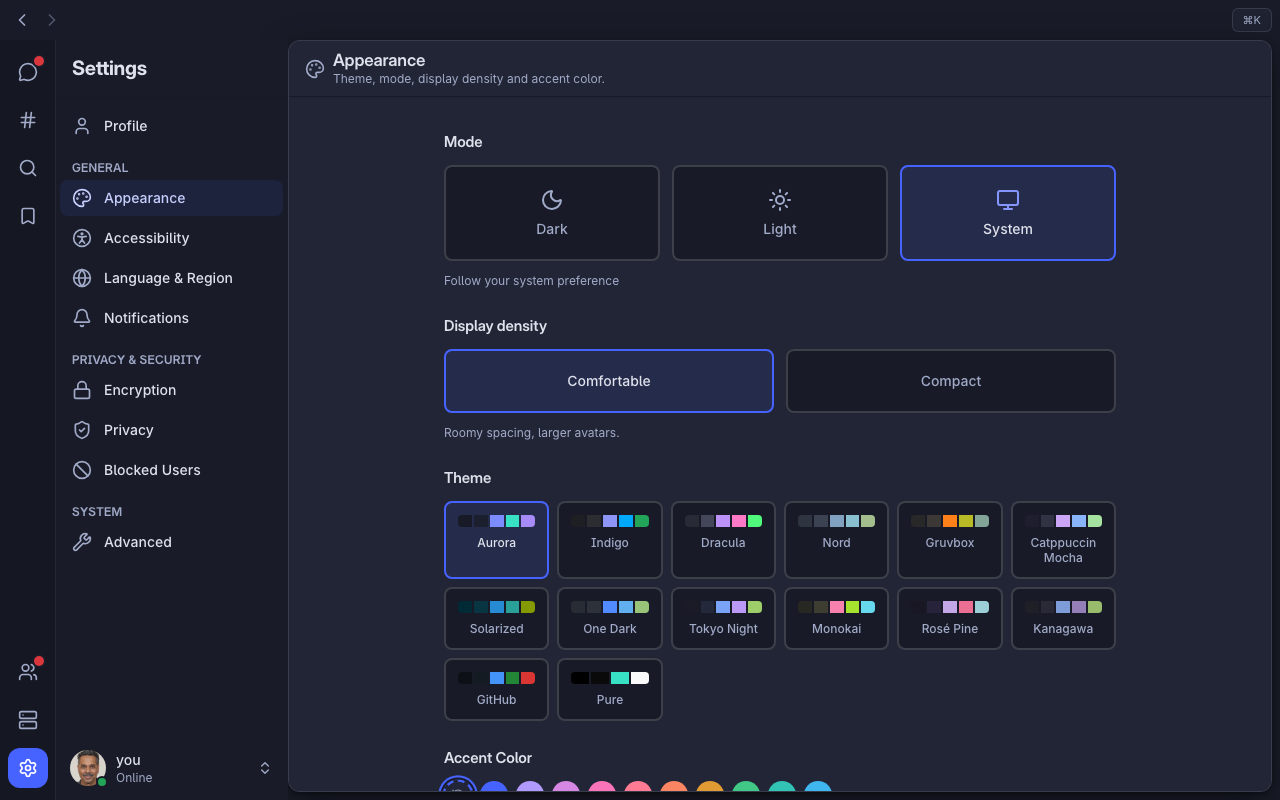 ⌘K
Settings
Profile
GENERAL
Appearance
Accessibility
Language & Region
Notifications
PRIVACY & SECURITY
Encryption
Privacy
Blocked Users
SYSTEM
Advanced
you
Online
Appearance
Theme, mode, display density and accent color.
Mode
Dark
Light
System
Follow your system preference
Display density
Comfortable
Compact
Roomy spacing, larger avatars.
Theme
Aurora
Indigo
Dracula
Nord
Gruvbox
Catppuccin
Mocha
Solarized
One Dark
Tokyo Night
Monokai
Rosé Pine
Kanagawa
GitHub
Pure
Accent Color